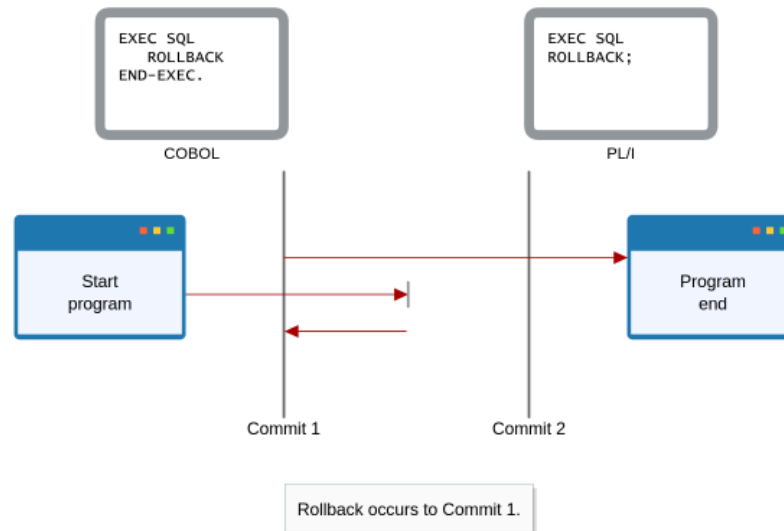 EXEC SQL
ROLLBACK
END-EXEC.
COBOL
EXEC SQL
ROLLBACK;
PL/I
Start
program
Program
end
Commit 1
Commit 2
Rollback occurs to Commit 1.